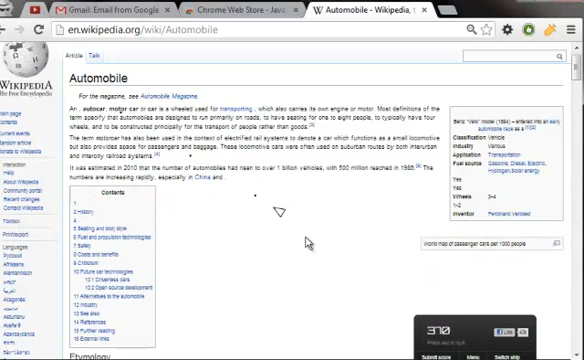 Gmail: Email from Google
Chrome Web Store - Java
Automobile - Wikipedia, t
en.wikipedia.org/wiki/Automobile
WIKIPEDIA
Article Talk
Automobile
For the magazine, see Automobile Magazine.
An , autocar, motor car or car is a wheeled used for transporting , which also carries its own engine or motor. Most definitions of the
term specify that automobiles are designed to run primarily on roads, to have seating for one to eight people, to typically have four
wheels, and to be constructed principally for the transport of people rather than goods.
The term motorcar has also been used in the context of electrified rail systems to denote a car which functions as a small locomotive
but also provides space for passengers and baggage. These locomotive cars were often used on suburban routes by both interurban
and intercity railroad systems.
It was estimated in 2010 that the number of automobiles had risen to over 1 billion vehicles, with 500 million reached in 1985. The
numbers are increasing rapidly, especially in China and .
Contents
1
2 History
4
5 Seating and body style
6 Fuel and propulsion technologies
7 Safety
8 Costs and benefits
9 Criticism
10 Future car technologies
10.1 Driverless cars
10.2 Open source development
11 Alternatives to the automobile
12 Industry
13 See also
14 References
15 Further reading
16 External links
Etymology
main page
Contents
Current events
Random article
Interaction
Help
About Wikipedia
Community portal
Recent changes
Contact Wikipedia
Toolbox
Print/export
Languages
Русский
Afrikaans
Alemannisch
العربية
Aragonés
Asturianu
Azərbaycanca
Benz "Velo" model (1894) – entered into an early
automobile race as a
Classification Vehicle
Industry Various
Application Transportation
Fuel source Gasoline, Diesel, Electric,
Hydrogen, Solar energy
Yes
Yes
Wheels 3–4
1–2
Inventor Ferdinand Verbiest
World map of passenger cars per 1000 people
370
Like 40k
Submit score Menu Switch ship